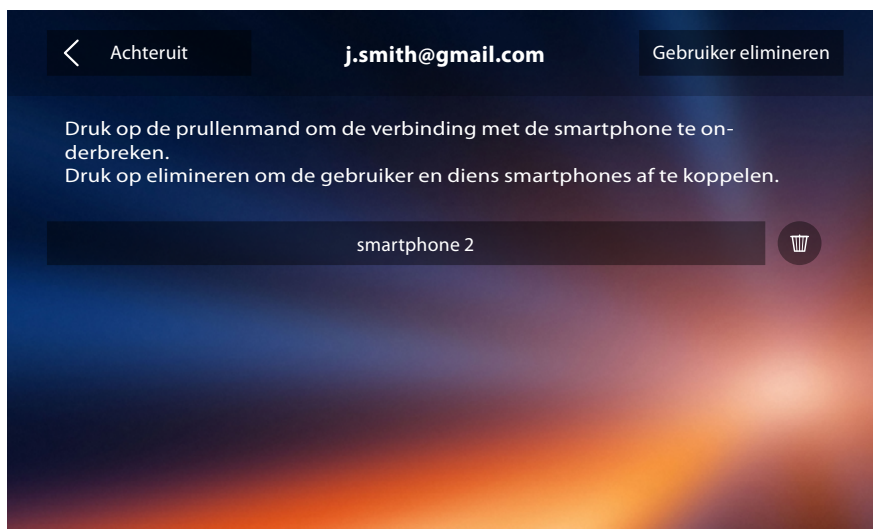 Achteruit
j.smith@gmail.com
Gebruiker elimineren
Druk op de prullenmand om de verbinding met de smartphone te on-
derbreken.
Druk op elimineren om de gebruiker en diens smartphones af te koppelen.
smartphone 2